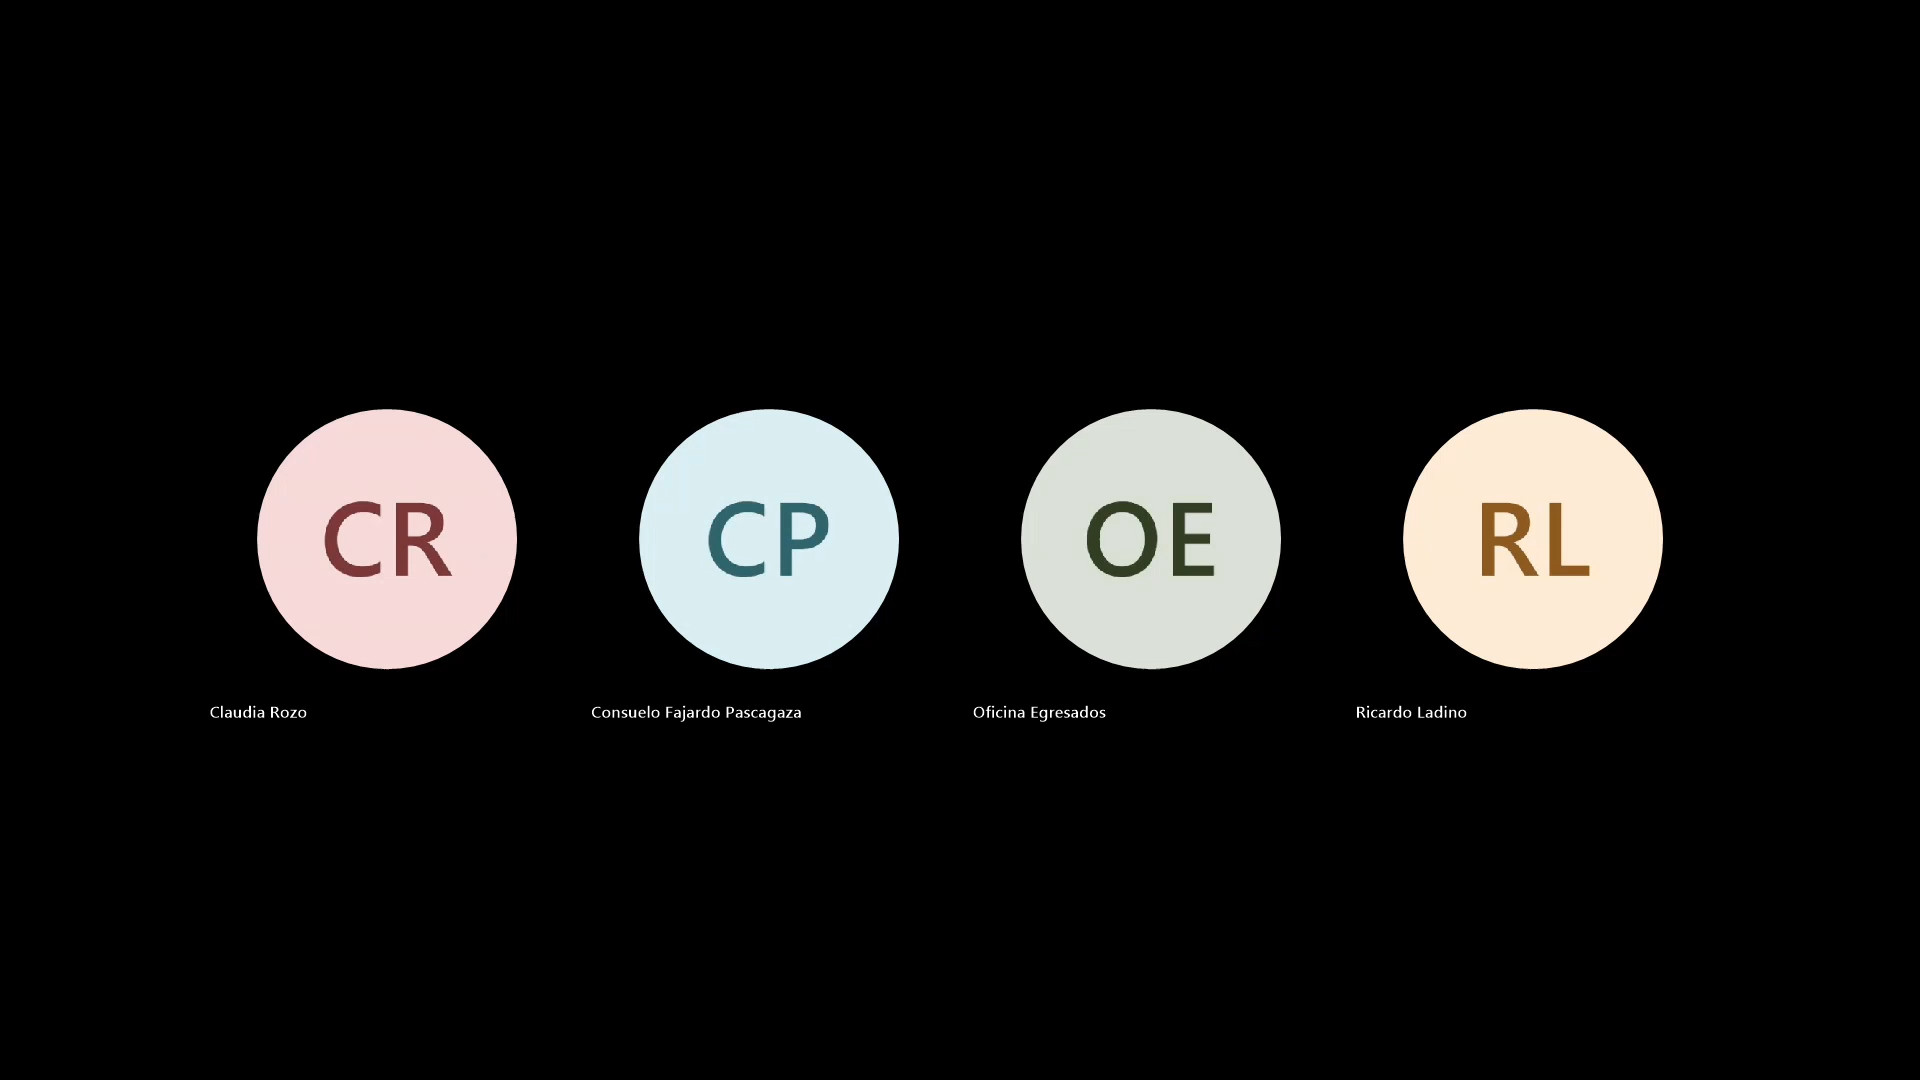 CR
CP
OE
RL
Claudia Rozo
Consuelo Fajardo Pascagaza
Oficina Egresados
Ricardo Ladino